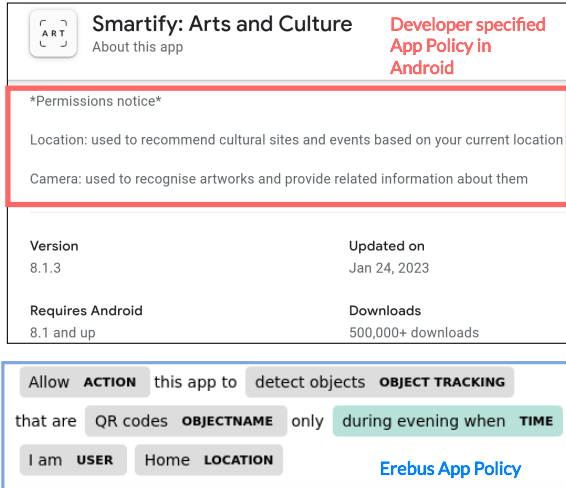 ART
Smartify: Arts and Culture
About this app
Developer specified
App Policy in
Android
*Permissions notice*
Location: used to recommend cultural sites and events based on your current location
Camera: used to recognise artworks and provide related information about them
Version
Updated on
8.1.3
Jan 24, 2023
Requires Android
Downloads
8.1 and up
500,000+ downloads
Allow ACTION this app to detect objects OBJECT TRACKING
that are QR codes OBJECTNAME only during evening when TIME
I am USER Home LOCATION
Erebus App Policy